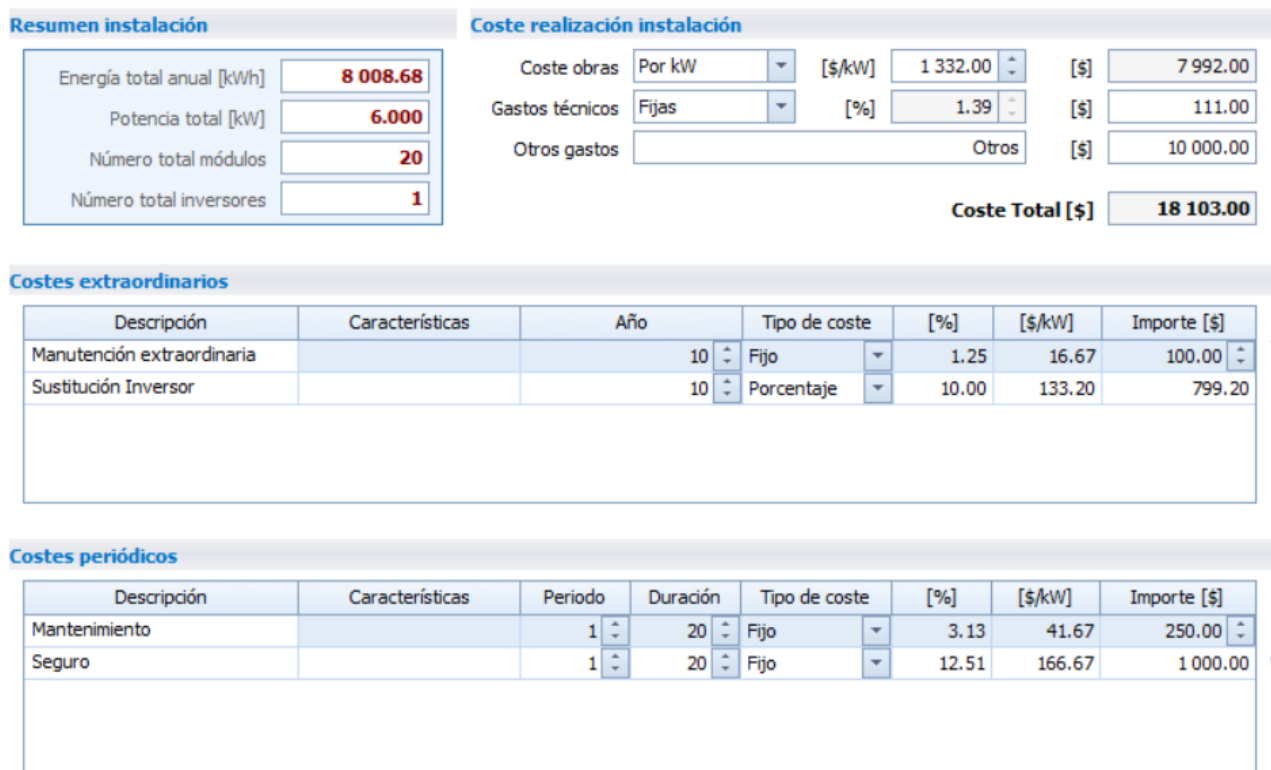 Resumen instalación
Energía total anual [kWh] 8 008.68
Potencia total [kW] 6.000
Número total módulos 20
Número total inversores 1
Coste realización instalación
Coste obras Por kW [$/kW] 1 332.00 [$] 7 992.00
Gastos técnicos Fijas [%] 1.39 [$] 111.00
Otros gastos Otros [$] 10 000.00
Coste Total [$] 18 103.00
Costes extraordinarios
Descripción Características Año Tipo de coste [%] [$/kW] Importe [$]
Manutención extraordinaria 10 Fijo 1.25 16.67 100.00
Sustitución Inversor 10 Porcentaje 10.00 133.20 799.20
Costes periódicos
Descripción Características Periodo Duración Tipo de coste [%] [$/kW] Importe [$]
Mantenimiento 1 20 Fijo 3.13 41.67 250.00
Seguro 1 20 Fijo 12.51 166.67 1 000.00